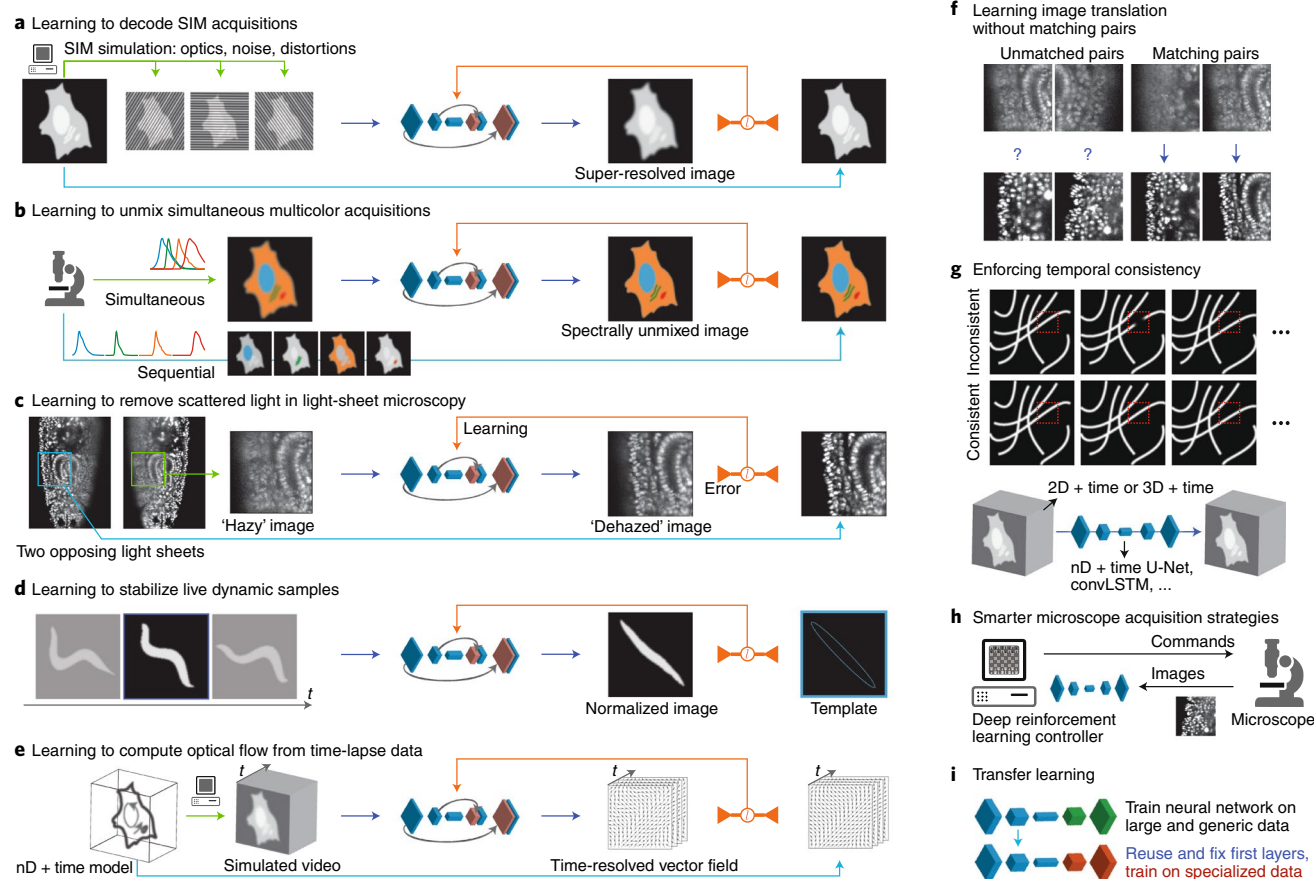 a Learning to decode SIM acquisitions
SIM simulation: optics, noise, distortions
l
Super-resolved image
b Learning to unmix simultaneous multicolor acquisitions
Simultaneous
l
Spectrally unmixed image
Sequential
c Learning to remove scattered light in light-sheet microscopy
Learning
l
Error
'Hazy' image
'Dehazed' image
Two opposing light sheets
d Learning to stabilize live dynamic samples
l
t
Normalized image
Template
e Learning to compute optical flow from time-lapse data
t
t
t
l
nD + time model
Simulated video
Time-resolved vector field
f Learning image translation
without matching pairs
Unmatched pairs
Matching pairs
?
?
g Enforcing temporal consistency
Inconsistent
...
Consistent
...
2D + time or 3D + time
nD + time U-Net,
convLSTM, ...
h Smarter microscope acquisition strategies
Commands
Images
Deep reinforcement
learning controller
Microscope
i Transfer learning
Train neural network on
large and generic data
Reuse and fix first layers,
train on specialized data